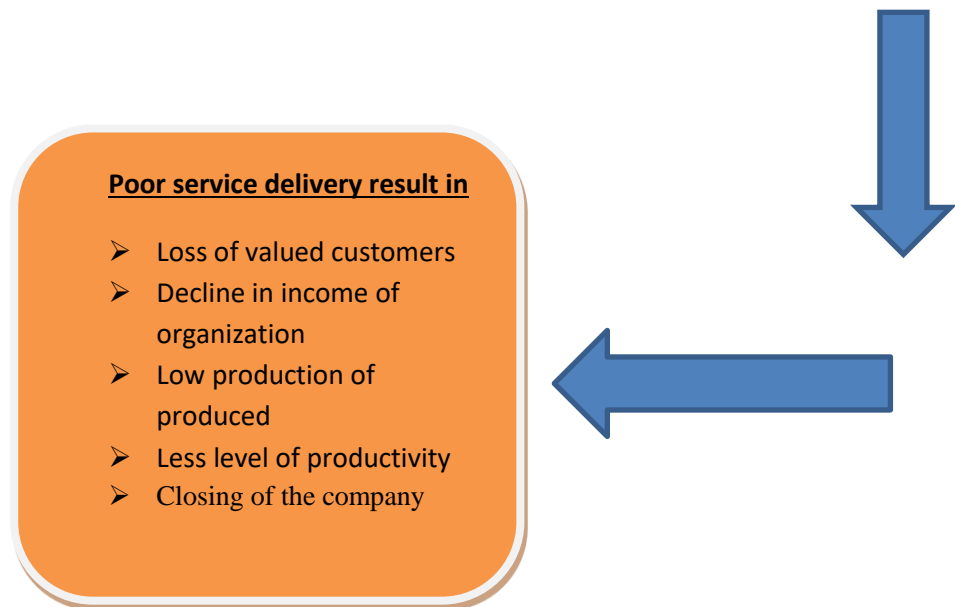 Poor service delivery result in
➢ Loss of valued customers
➢ Decline in income of
organization
➢ Low production of
produced
➢ Less level of productivity
➢ Closing of the company